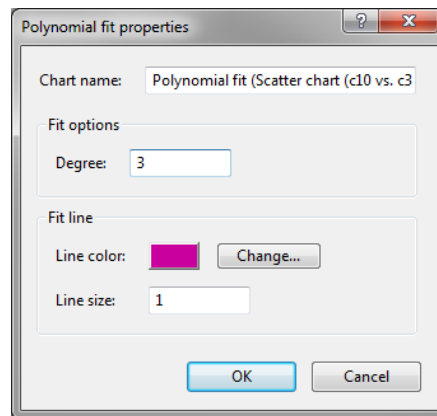 Polynomial fit properties
Chart name: Polynomial fit (Scatter chart (c10 vs. c3
Fit options
Degree: 3
Fit line
Line color: Change...
Line size: 1
OK Cancel